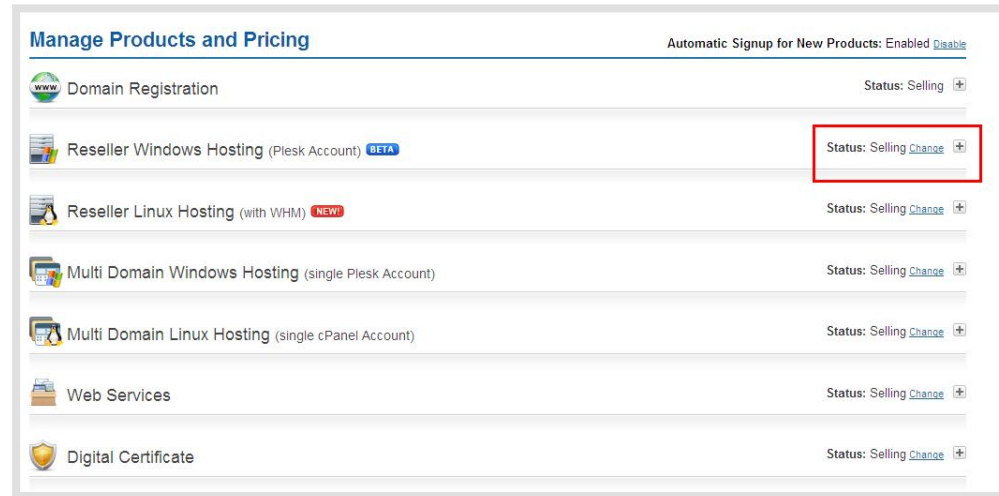 Manage Products and Pricing
Automatic Signup for New Products: Enabled Disable
www Domain Registration Status: Selling
Reseller Windows Hosting (Plesk Account) BETA Status: Selling Change
Reseller Linux Hosting (with WHM) NEW! Status: Selling Change
Multi Domain Windows Hosting (single Plesk Account) Status: Selling Change
Multi Domain Linux Hosting (single cPanel Account) Status: Selling Change
Web Services Status: Selling Change
Digital Certificate Status: Selling Change